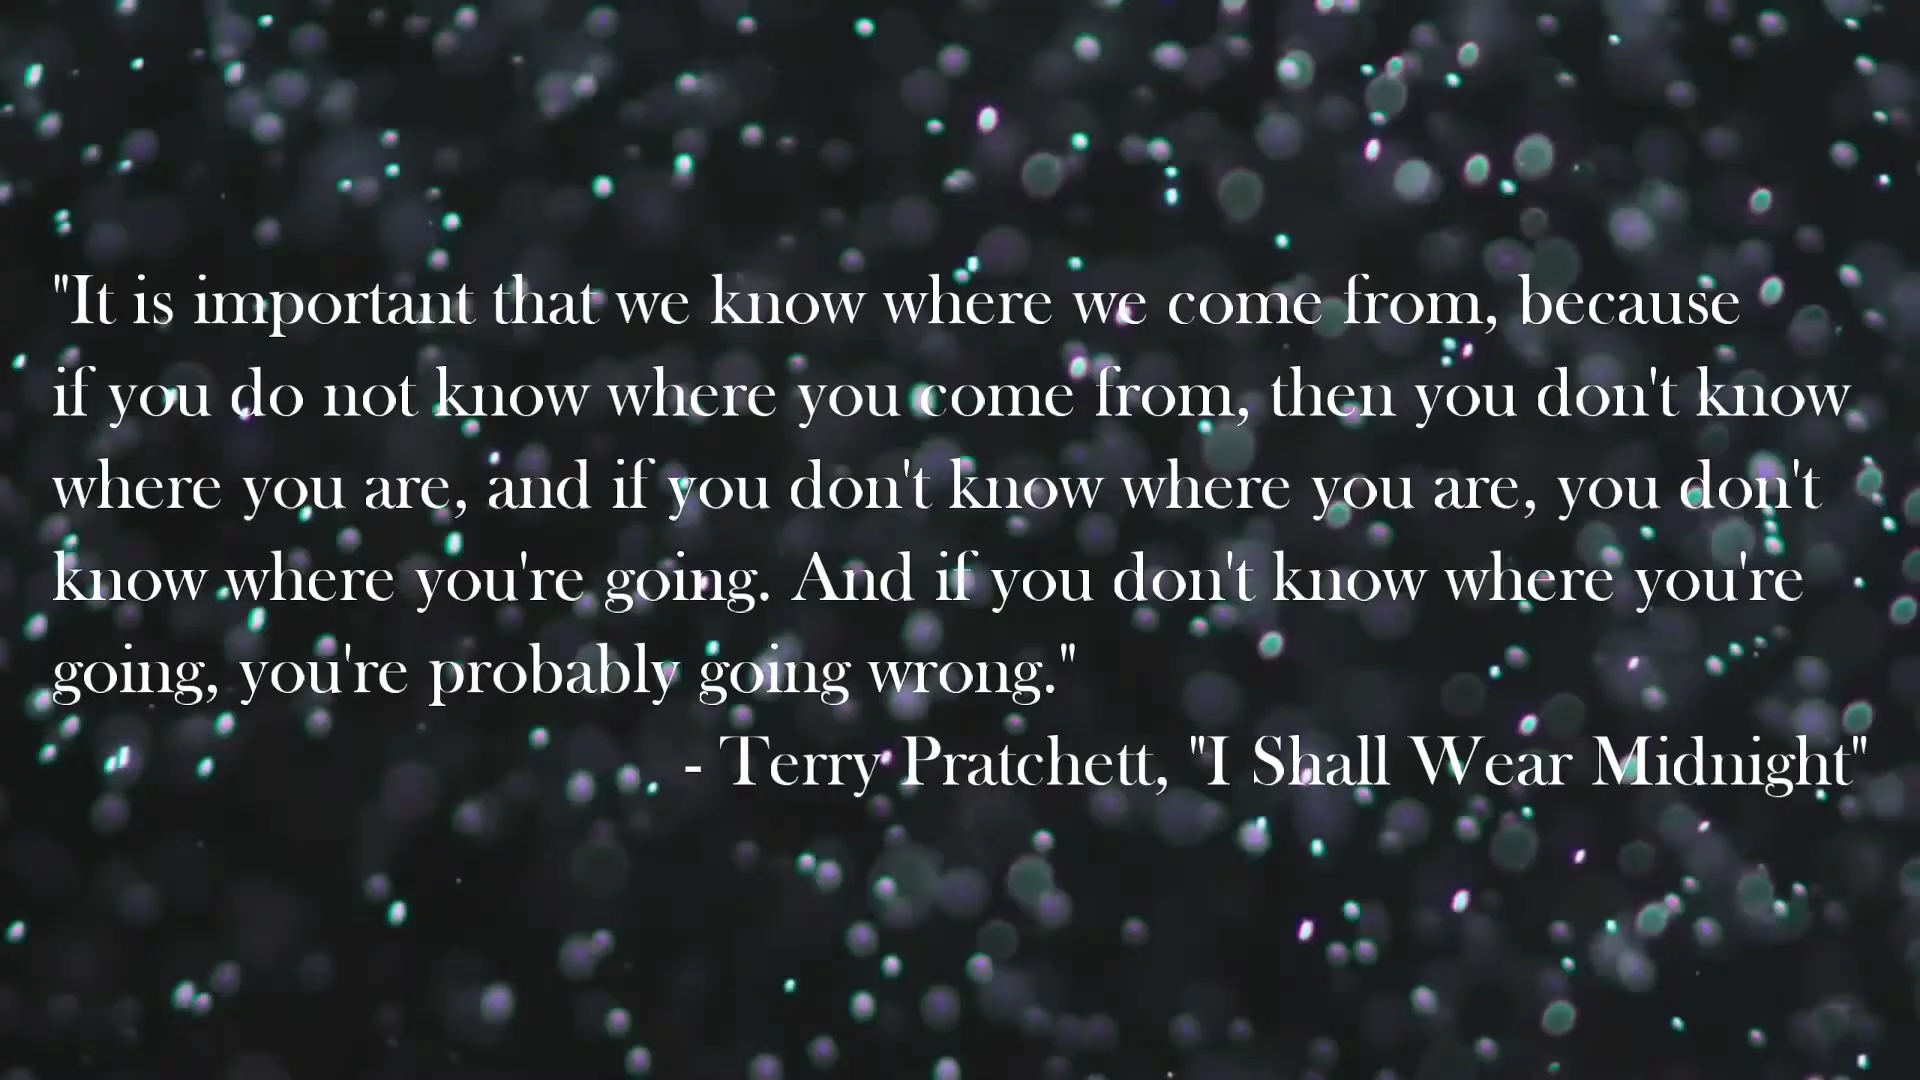 "It is important that we know where we come from, because
if you do not know where you come from, then you don't know
where you are, and if you don't know where you are, you don't
know where you're going. And if you don't know where you're
going, you're probably going wrong."
- Terry Pratchett, "I Shall Wear Midnight"